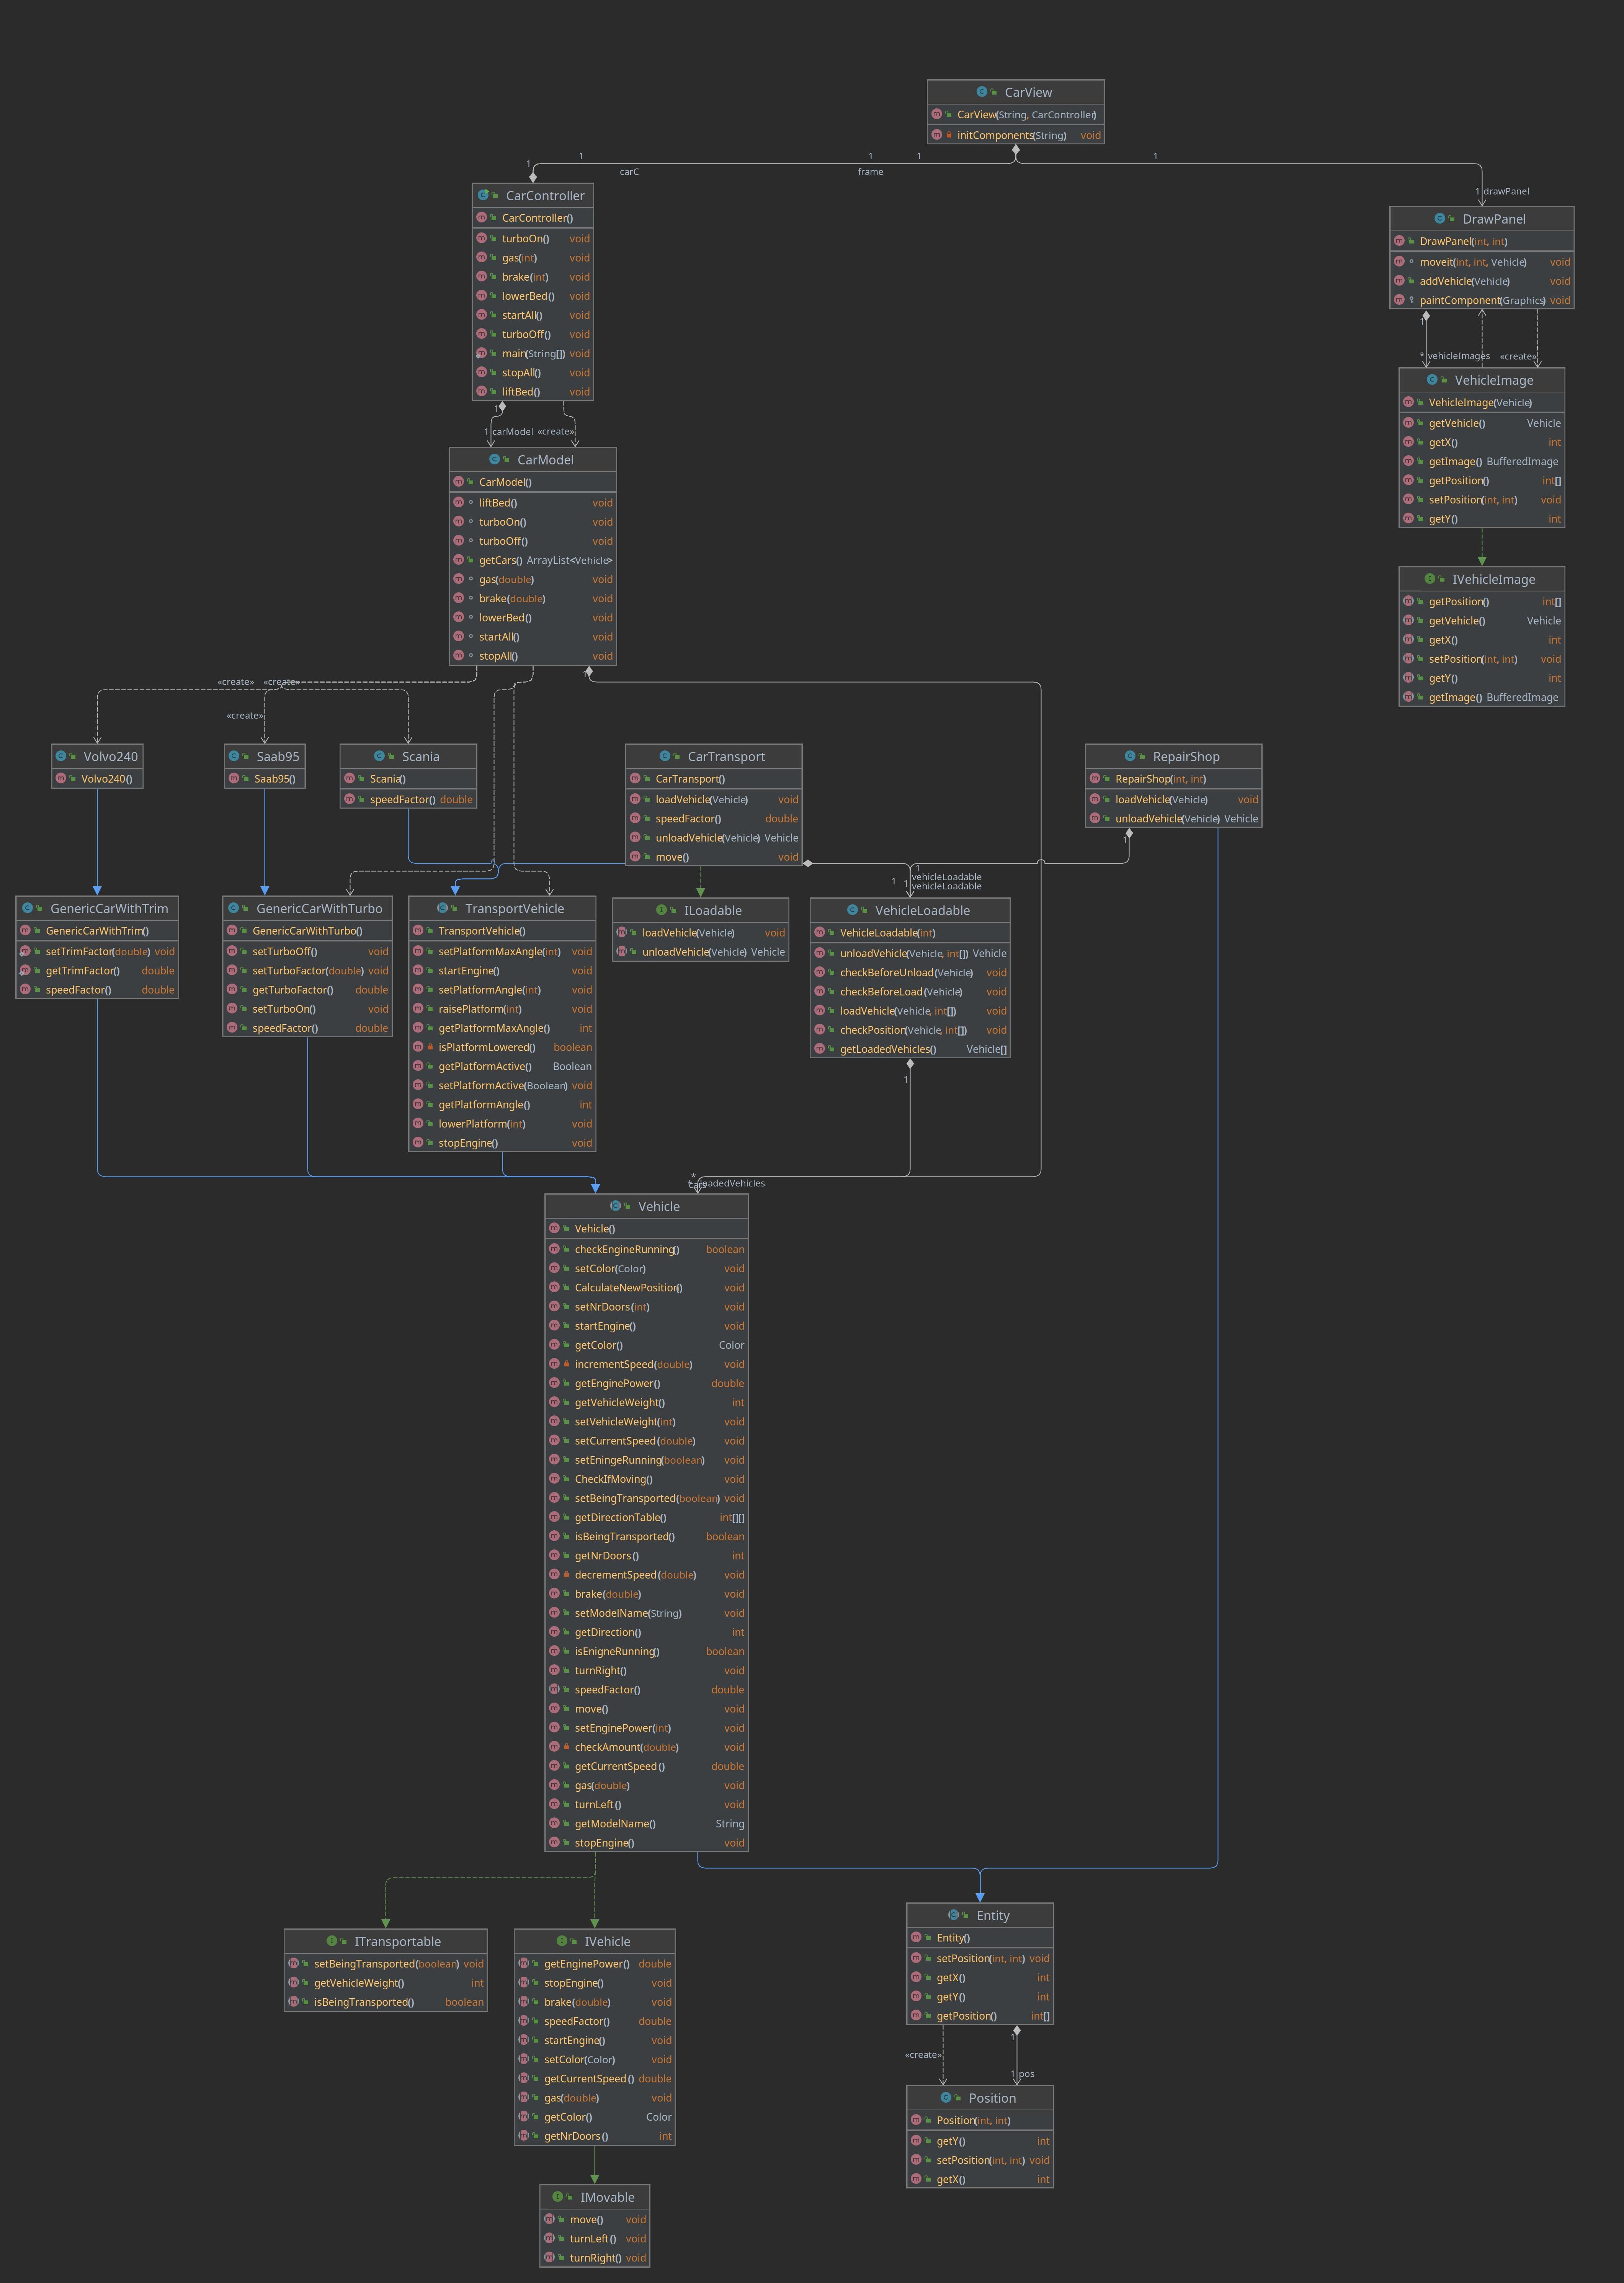 CarView
CarView(String, CarController)
initComponents(String) void
1 1 1 1
1
carC frame
1 drawPanel
CarController
CarController()
turboOn() void
gas(int) void
brake(int) void
lowerBed() void
startAll() void
turboOff() void
main(String[]) void
stopAll() void
liftBed() void
DrawPanel
DrawPanel(int, int)
moveit(int, int, Vehicle) void
addVehicle(Vehicle) void
paintComponent(Graphics) void
1
* vehicleImages «create»
VehicleImage
VehicleImage(Vehicle)
getVehicle() Vehicle
getX() int
getImage() BufferedImage
getPosition() int[]
setPosition(int, int) void
getY() int
IVehicleImage
getPosition() int[]
getVehicle() Vehicle
getX() int
setPosition(int, int) void
getY() int
getImage() BufferedImage
1
1 carModel «create»
CarModel
CarModel()
liftBed() void
turboOn() void
turboOff() void
getCars() ArrayList<Vehicle>
gas(double) void
brake(double) void
lowerBed() void
startAll() void
stopAll() void
1
«create» «create»
«create»
Volvo240
Volvo240()
Saab95
Saab95()
Scania
Scania()
speedFactor() double
CarTransport
CarTransport()
loadVehicle(Vehicle) void
speedFactor() double
unloadVehicle(Vehicle) Vehicle
move() void
RepairShop
RepairShop(int, int)
loadVehicle(Vehicle) void
unloadVehicle(Vehicle) Vehicle
1
1
vehicleLoadable
1 1 vehicleLoadable
GenericCarWithTrim
GenericCarWithTrim()
setTrimFactor(double) void
getTrimFactor() double
speedFactor() double
GenericCarWithTurbo
GenericCarWithTurbo()
setTurboOff() void
setTurboFactor(double) void
getTurboFactor() double
setTurboOn() void
speedFactor() double
TransportVehicle
TransportVehicle()
setPlatformMaxAngle(int) void
startEngine() void
setPlatformAngle(int) void
raisePlatform(int) void
getPlatformMaxAngle() int
isPlatformLowered() boolean
getPlatformActive() Boolean
setPlatformActive(Boolean) void
getPlatformAngle() int
lowerPlatform(int) void
stopEngine() void
ILoadable
loadVehicle(Vehicle) void
unloadVehicle(Vehicle) Vehicle
VehicleLoadable
VehicleLoadable(int)
unloadVehicle(Vehicle, int[]) Vehicle
checkBeforeUnload(Vehicle) void
checkBeforeLoad(Vehicle) void
loadVehicle(Vehicle, int[]) void
checkPosition(Vehicle, int[]) void
getLoadedVehicles() Vehicle[]
1
*
* loadedVehicles
cars
Vehicle
Vehicle()
checkEngineRunning() boolean
setColor(Color) void
CalculateNewPosition() void
setNrDoors(int) void
startEngine() void
getColor() Color
incrementSpeed(double) void
getEnginePower() double
getVehicleWeight() int
setVehicleWeight(int) void
setCurrentSpeed(double) void
setEningeRunning(boolean) void
CheckIfMoving() void
setBeingTransported(boolean) void
getDirectionTable() int[][]
isBeingTransported() boolean
getNrDoors() int
decrementSpeed(double) void
brake(double) void
setModelName(String) void
getDirection() int
isEnigneRunning() boolean
turnRight() void
speedFactor() double
move() void
setEnginePower(int) void
checkAmount(double) void
getCurrentSpeed() double
gas(double) void
turnLeft() void
getModelName() String
stopEngine() void
ITransportable
setBeingTransported(boolean) void
getVehicleWeight() int
isBeingTransported() boolean
IVehicle
getEnginePower() double
stopEngine() void
brake(double) void
speedFactor() double
startEngine() void
setColor(Color) void
getCurrentSpeed() double
gas(double) void
getColor() Color
getNrDoors() int
Entity
Entity()
setPosition(int, int) void
getX() int
getY() int
getPosition() int[]
1
«create»
1 pos
Position
Position(int, int)
getY() int
setPosition(int, int) void
getX() int
IMovable
move() void
turnLeft() void
turnRight() void